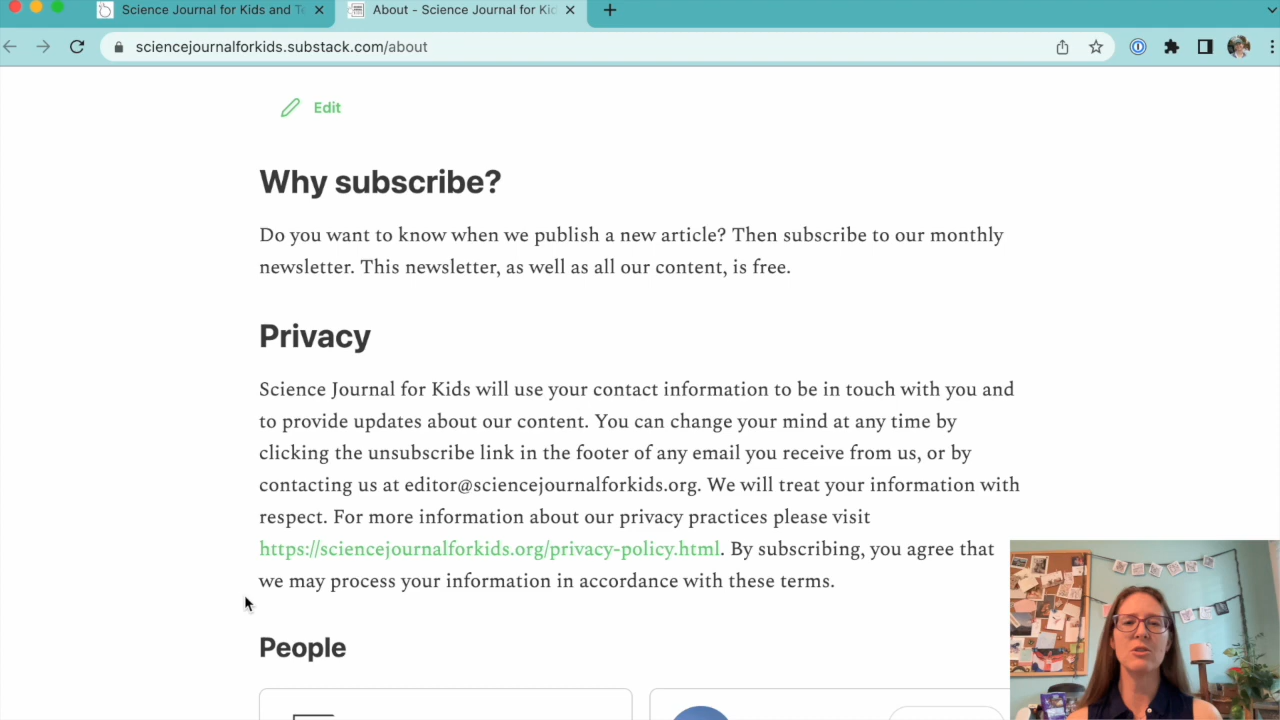 Science Journal for Kids and Te
About - Science Journal for Kid
sciencejournalforkids.substack.com/about
Edit
Why subscribe?
Do you want to know when we publish a new article? Then subscribe to our monthly
newsletter. This newsletter, as well as all our content, is free.
Privacy
Science Journal for Kids will use your contact information to be in touch with you and
to provide updates about our content. You can change your mind at any time by
clicking the unsubscribe link in the footer of any email you receive from us, or by
contacting us at editor@sciencejournalforkids.org. We will treat your information with
respect. For more information about our privacy practices please visit
https://sciencejournalforkids.org/privacy-policy.html. By subscribing, you agree that
we may process your information in accordance with these terms.
People